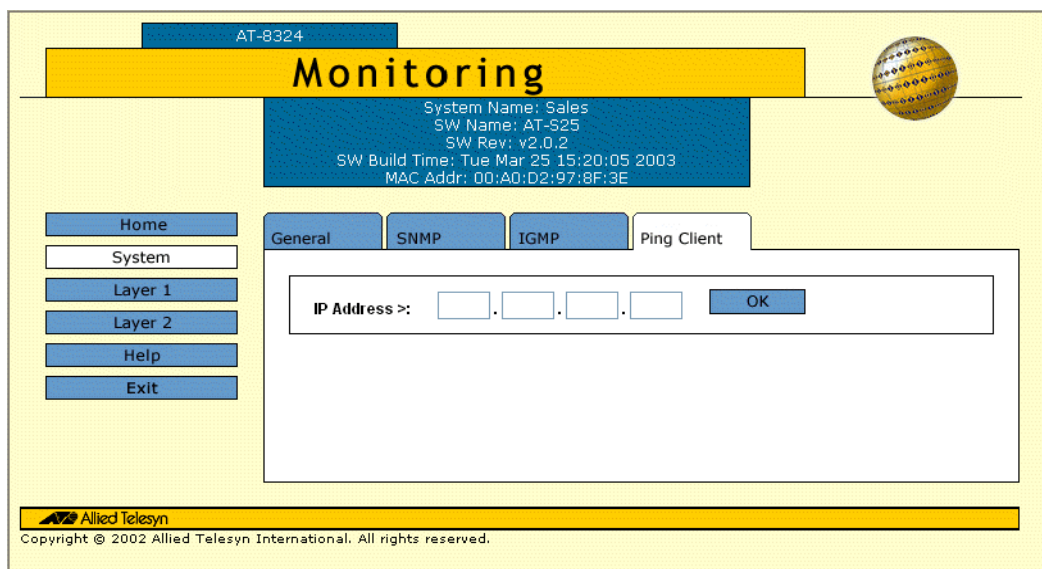 AT-8324
Monitoring
System Name: Sales
SW Name: AT-S25
SW Rev: v2.0.2
SW Build Time: Tue Mar 25 15:20:05 2003
MAC Addr: 00:A0:D2:97:8F:3E
Home
System
Layer 1
Layer 2
Help
Exit
General SNMP IGMP Ping Client
IP Address >: . . . OK
Allied Telesyn
Copyright © 2002 Allied Telesyn International. All rights reserved.